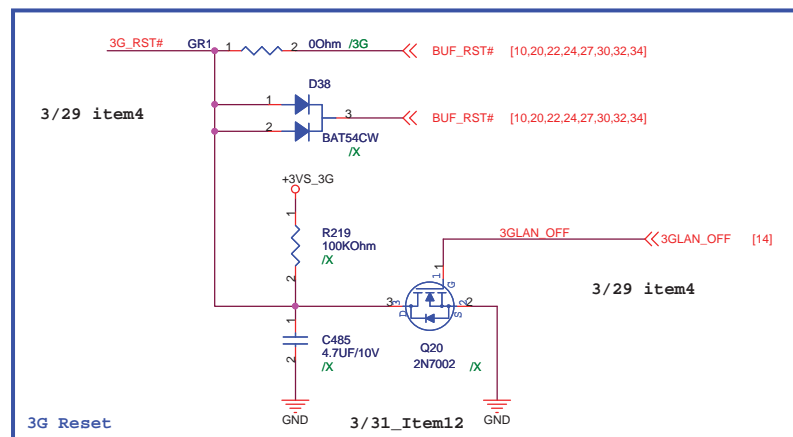 3G_RST# GR1 1 2 0Ohm /3G BUF_RST# [10,20,22,24,27,30,32,34]
D38
1
3/29 item4
3 BUF_RST# [10,20,22,24,27,30,32,34]
2
BAT54CW
/X
+3VS_3G
1
R219
100KOhm
/X
2
3GLAN_OFF 3GLAN_OFF [14]
1 1 G
3/29 item4
3 3 D S 2 2
1
C485
4.7UF/10V
/X
2
Q20
2N7002 /X
GND GND
3G Reset 3/31_Item12